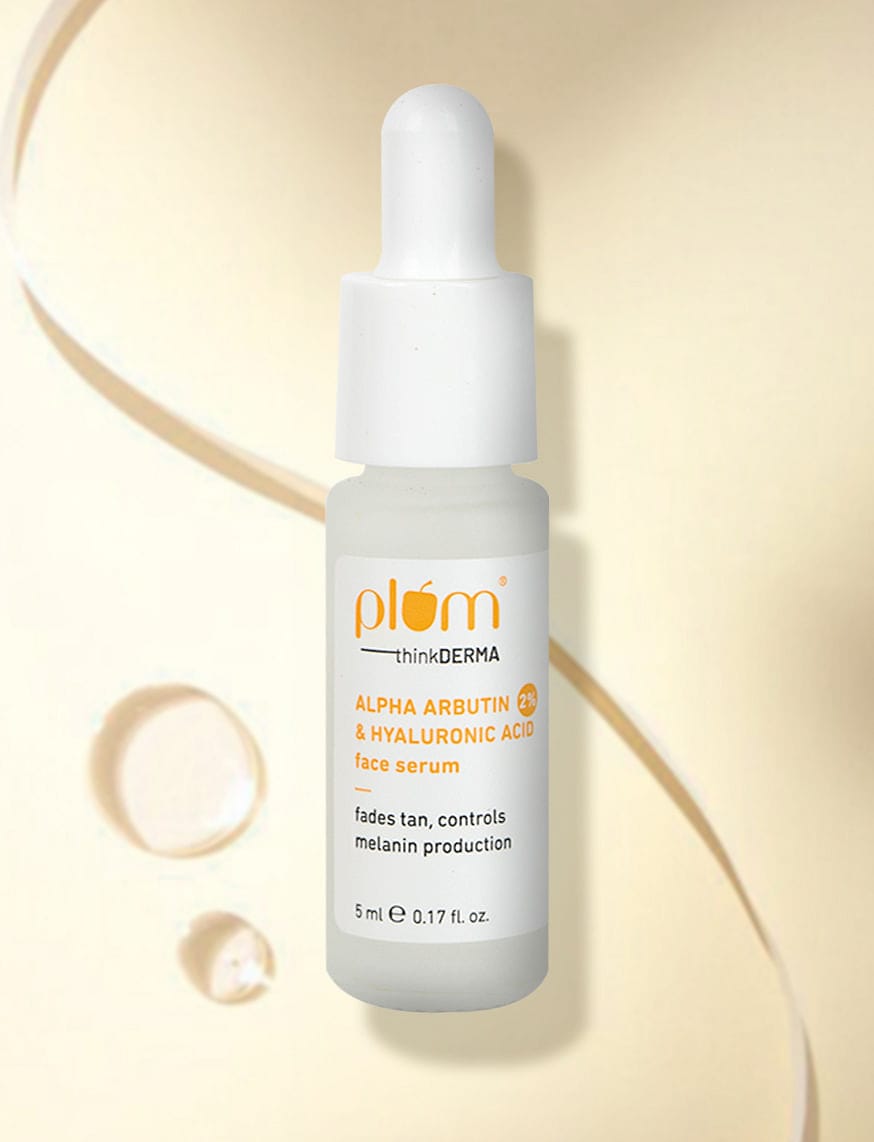 plum®
thinkDERMA
ALPHA ARBUTIN 2%
& HYALURONIC ACID
face serum
fades tan, controls
melanin production
5 ml ℮ 0.17 fl. oz.